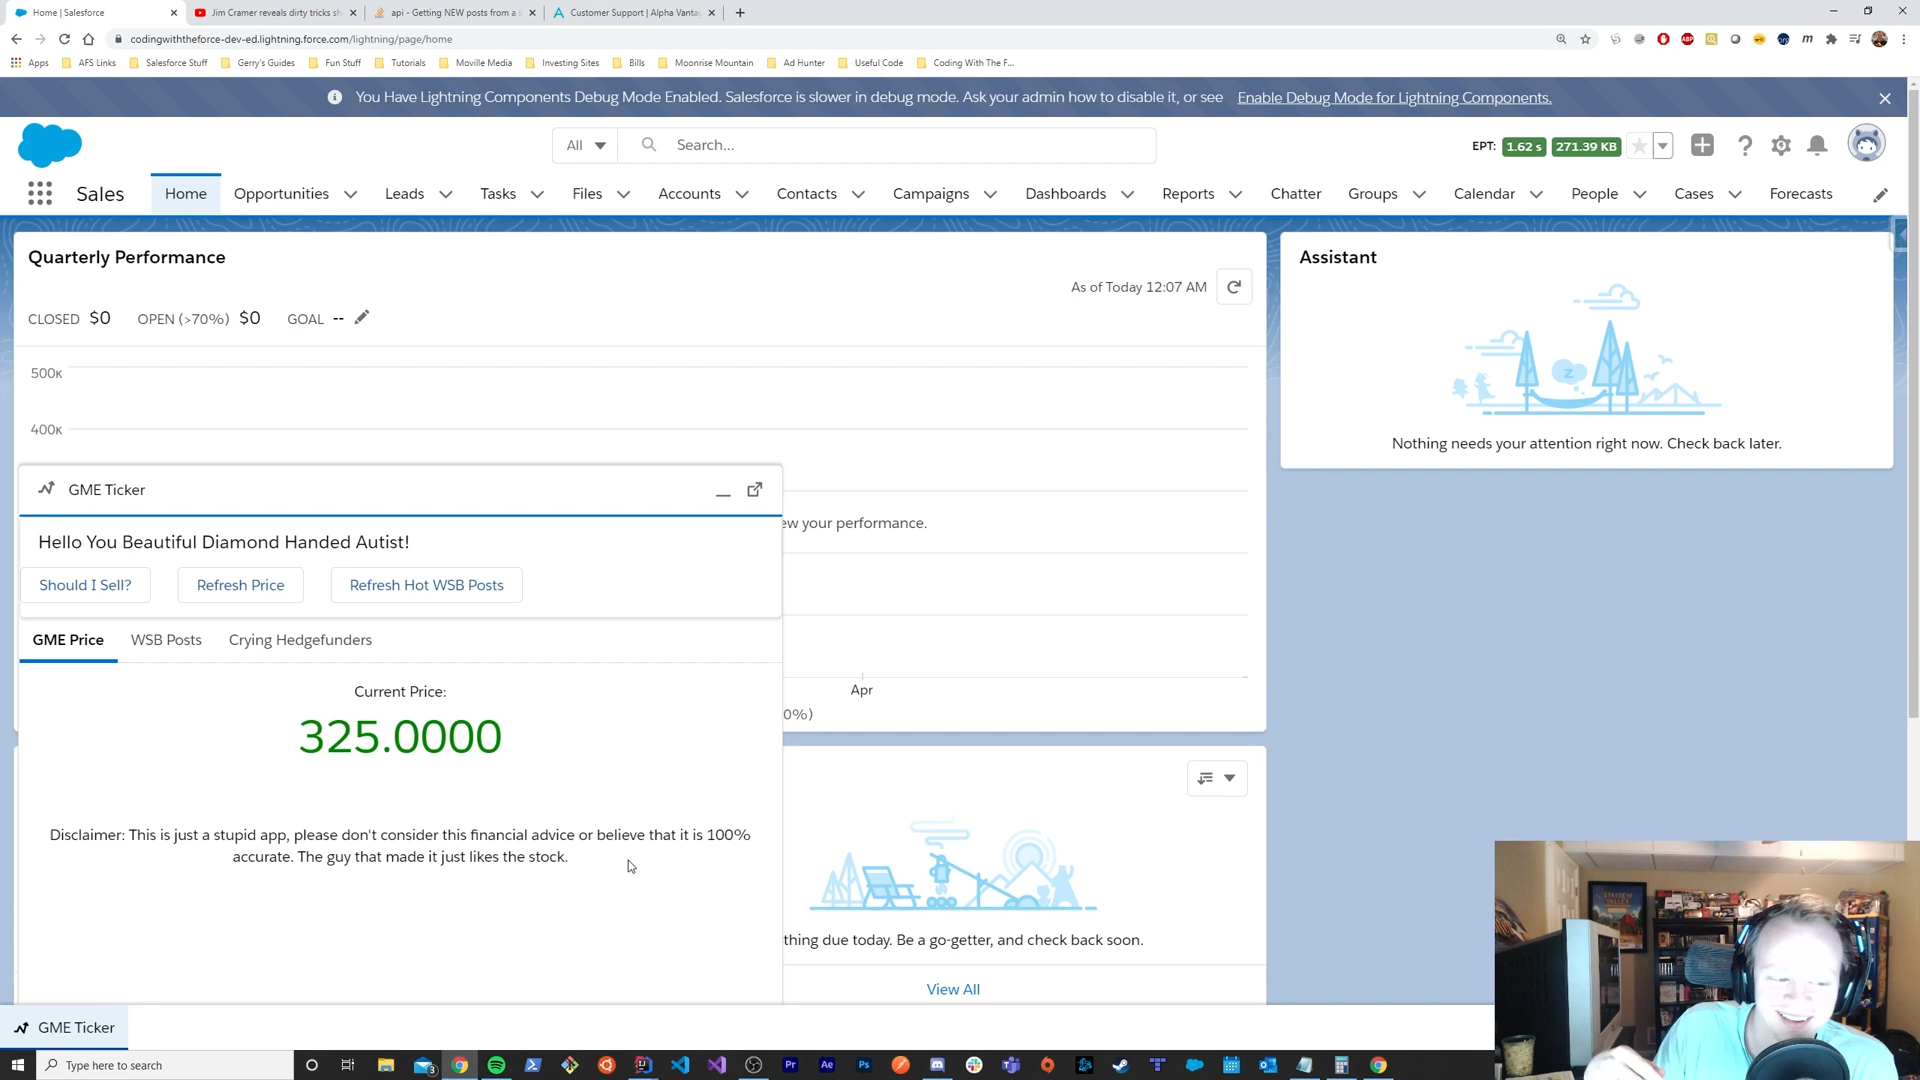 Home | Salesforce
Jim Cramer reveals dirty tricks sh
api - Getting NEW posts from a s
Customer Support | Alpha Vanta
codingwiththeforce-dev-ed.lightning.force.com/lightning/page/home
Apps AFS Links Salesforce Stuff Gerry's Guides Fun Stuff Tutorials Moville Media Investing Sites Bills Moonrise Mountain Ad Hunter Useful Code Coding With The F...
You Have Lightning Components Debug Mode Enabled. Salesforce is slower in debug mode. Ask your admin how to disable it, or see Enable Debug Mode for Lightning Components.
All Search... EPT: 1.62 s 271.39 KB
Sales Home Opportunities Leads Tasks Files Accounts Contacts Campaigns Dashboards Reports Chatter Groups Calendar People Cases Forecasts
Quarterly Performance
As of Today 12:07 AM
CLOSED $0 OPEN (>70%) $0 GOAL --
500K
400K
Assistant
Z
Nothing needs your attention right now. Check back later.
GME Ticker
ew your performance.
Hello You Beautiful Diamond Handed Autist!
Should I Sell? Refresh Price Refresh Hot WSB Posts
GME Price WSB Posts Crying Hedgefunders
Current Price:
325.0000
Apr
0%)
Disclaimer: This is just a stupid app, please don't consider this financial advice or believe that it is 100%
accurate. The guy that made it just likes the stock.
thing due today. Be a go-getter, and check back soon.
View All
GME Ticker
Type here to search
STARDEW
VALLEY